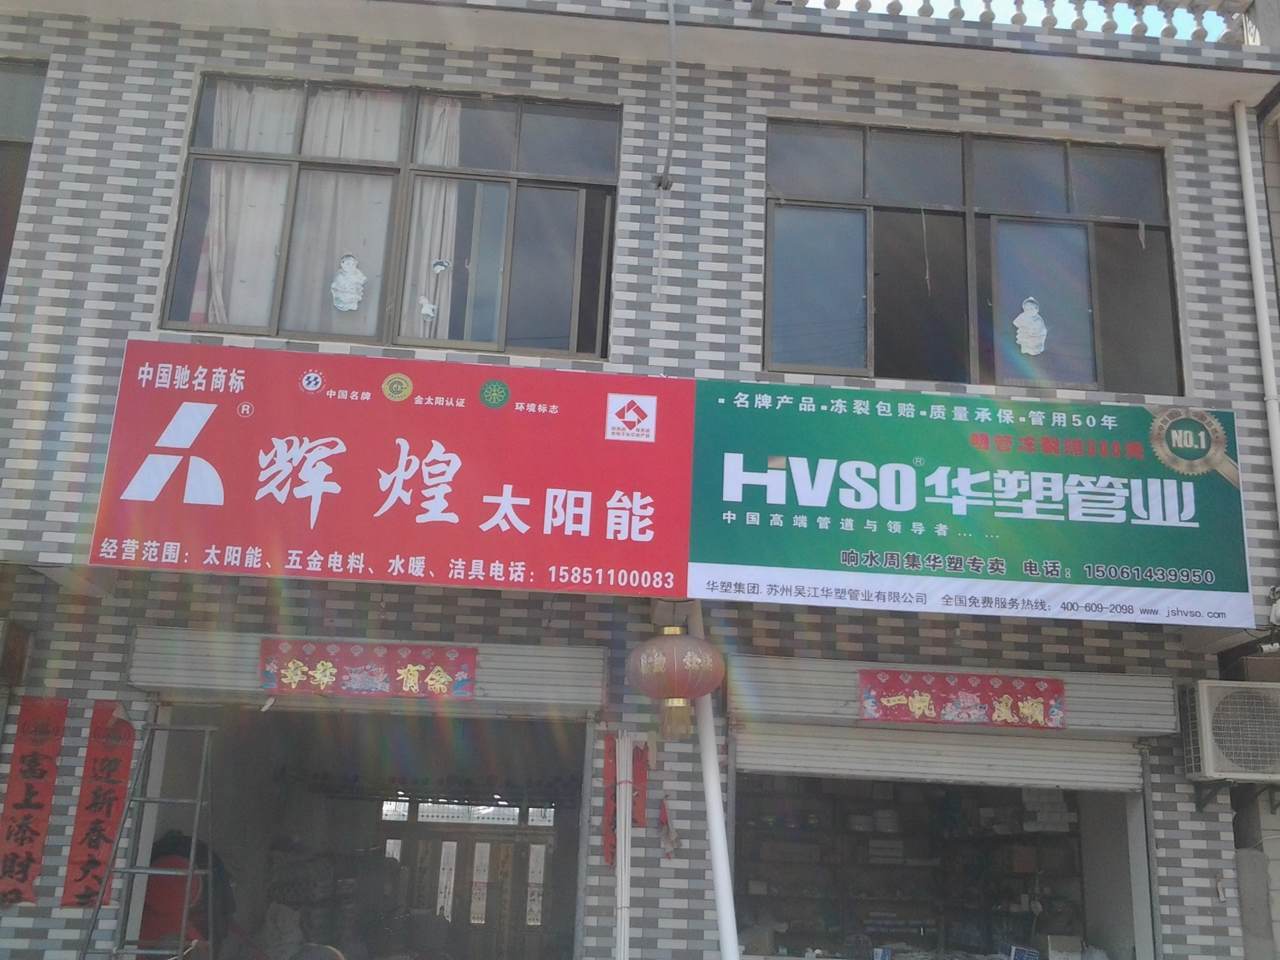 中国驰名商标
中国名牌
金太阳认证
环境标志
®
辉煌太阳能
经营范围：太阳能、五金电料、水暖、洁具电话：15851100083
·名牌产品·冻裂包赔·质量承保·管用50年
NO.1
HiVSO®华塑管业
中国高端管道与领导者... ...
响水周集华塑专卖 电话：15061439950
华塑集团.苏州吴江华塑管业有限公司 全国免费服务热线：400-609-2098 www.jshvso.com
年年有余
一帆风顺
富上添财
迎新春大吉